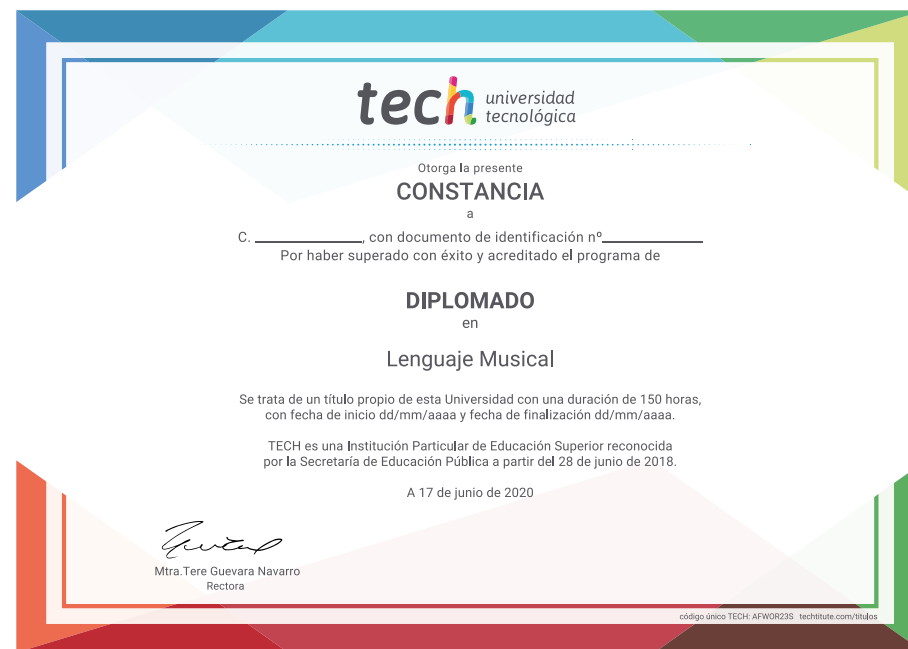 tech universidad
tecnológica
Otorga la presente
CONSTANCIA
a
C. ____________, con documento de identificación nº____________
Por haber superado con éxito y acreditado el programa de
DIPLOMADO
en
Lenguaje Musical
Se trata de un título propio de esta Universidad con una duración de 150 horas,
con fecha de inicio dd/mm/aaaa y fecha de finalización dd/mm/aaaa.
TECH es una Institución Particular de Educación Superior reconocida
por la Secretaría de Educación Pública a partir del 28 de junio de 2018.
A 17 de junio de 2020
Mtra.Tere Guevara Navarro
Rectora
código único TECH: AFWOR23S techtitute.com/titulos